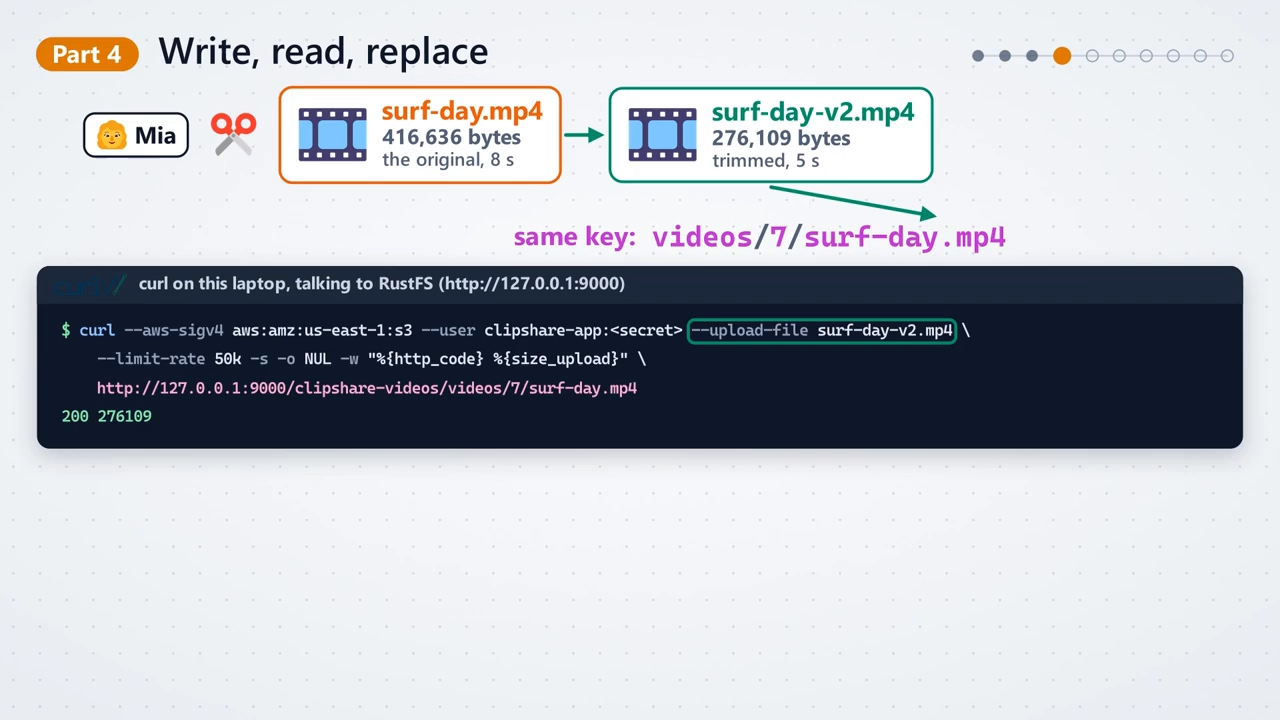 Part 4 Write, read, replace
Mia
surf-day.mp4
416,636 bytes
the original, 8 s
surf-day-v2.mp4
276,109 bytes
trimmed, 5 s
same key: videos/7/surf-day.mp4
curl on this laptop, talking to RustFS (http://127.0.0.1:9000)
$ curl --aws-sigv4 aws:amz:us-east-1:s3 --user clipshare-app:<secret> --upload-file surf-day-v2.mp4 \
--limit-rate 50k -s -o NUL -w "%{http_code} %{size_upload}" \
http://127.0.0.1:9000/clipshare-videos/videos/7/surf-day.mp4
200 276109